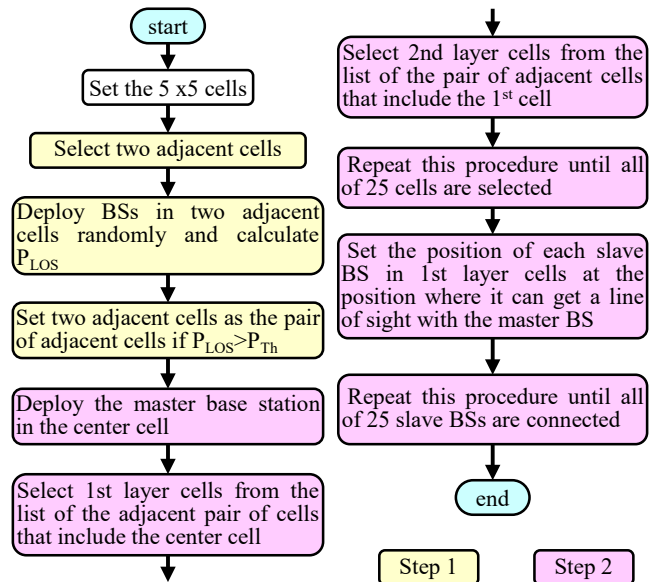 start
Set the 5 x5 cells
Select two adjacent cells
Deploy BSs in two adjacent
cells randomly and calculate
P_LOS
Set two adjacent cells as the pair
of adjacent cells if P_LOS>P_Th
Deploy the master base station
in the center cell
Select 1st layer cells from the
list of the adjacent pair of cells
that include the center cell
Select 2nd layer cells from the
list of the pair of adjacent cells
that include the 1st cell
Repeat this procedure until all
of 25 cells are selected
Set the position of each slave
BS in 1st layer cells at the
position where it can get a line
of sight with the master BS
Repeat this procedure until all
of 25 slave BSs are connected
end
Step 1
Step 2